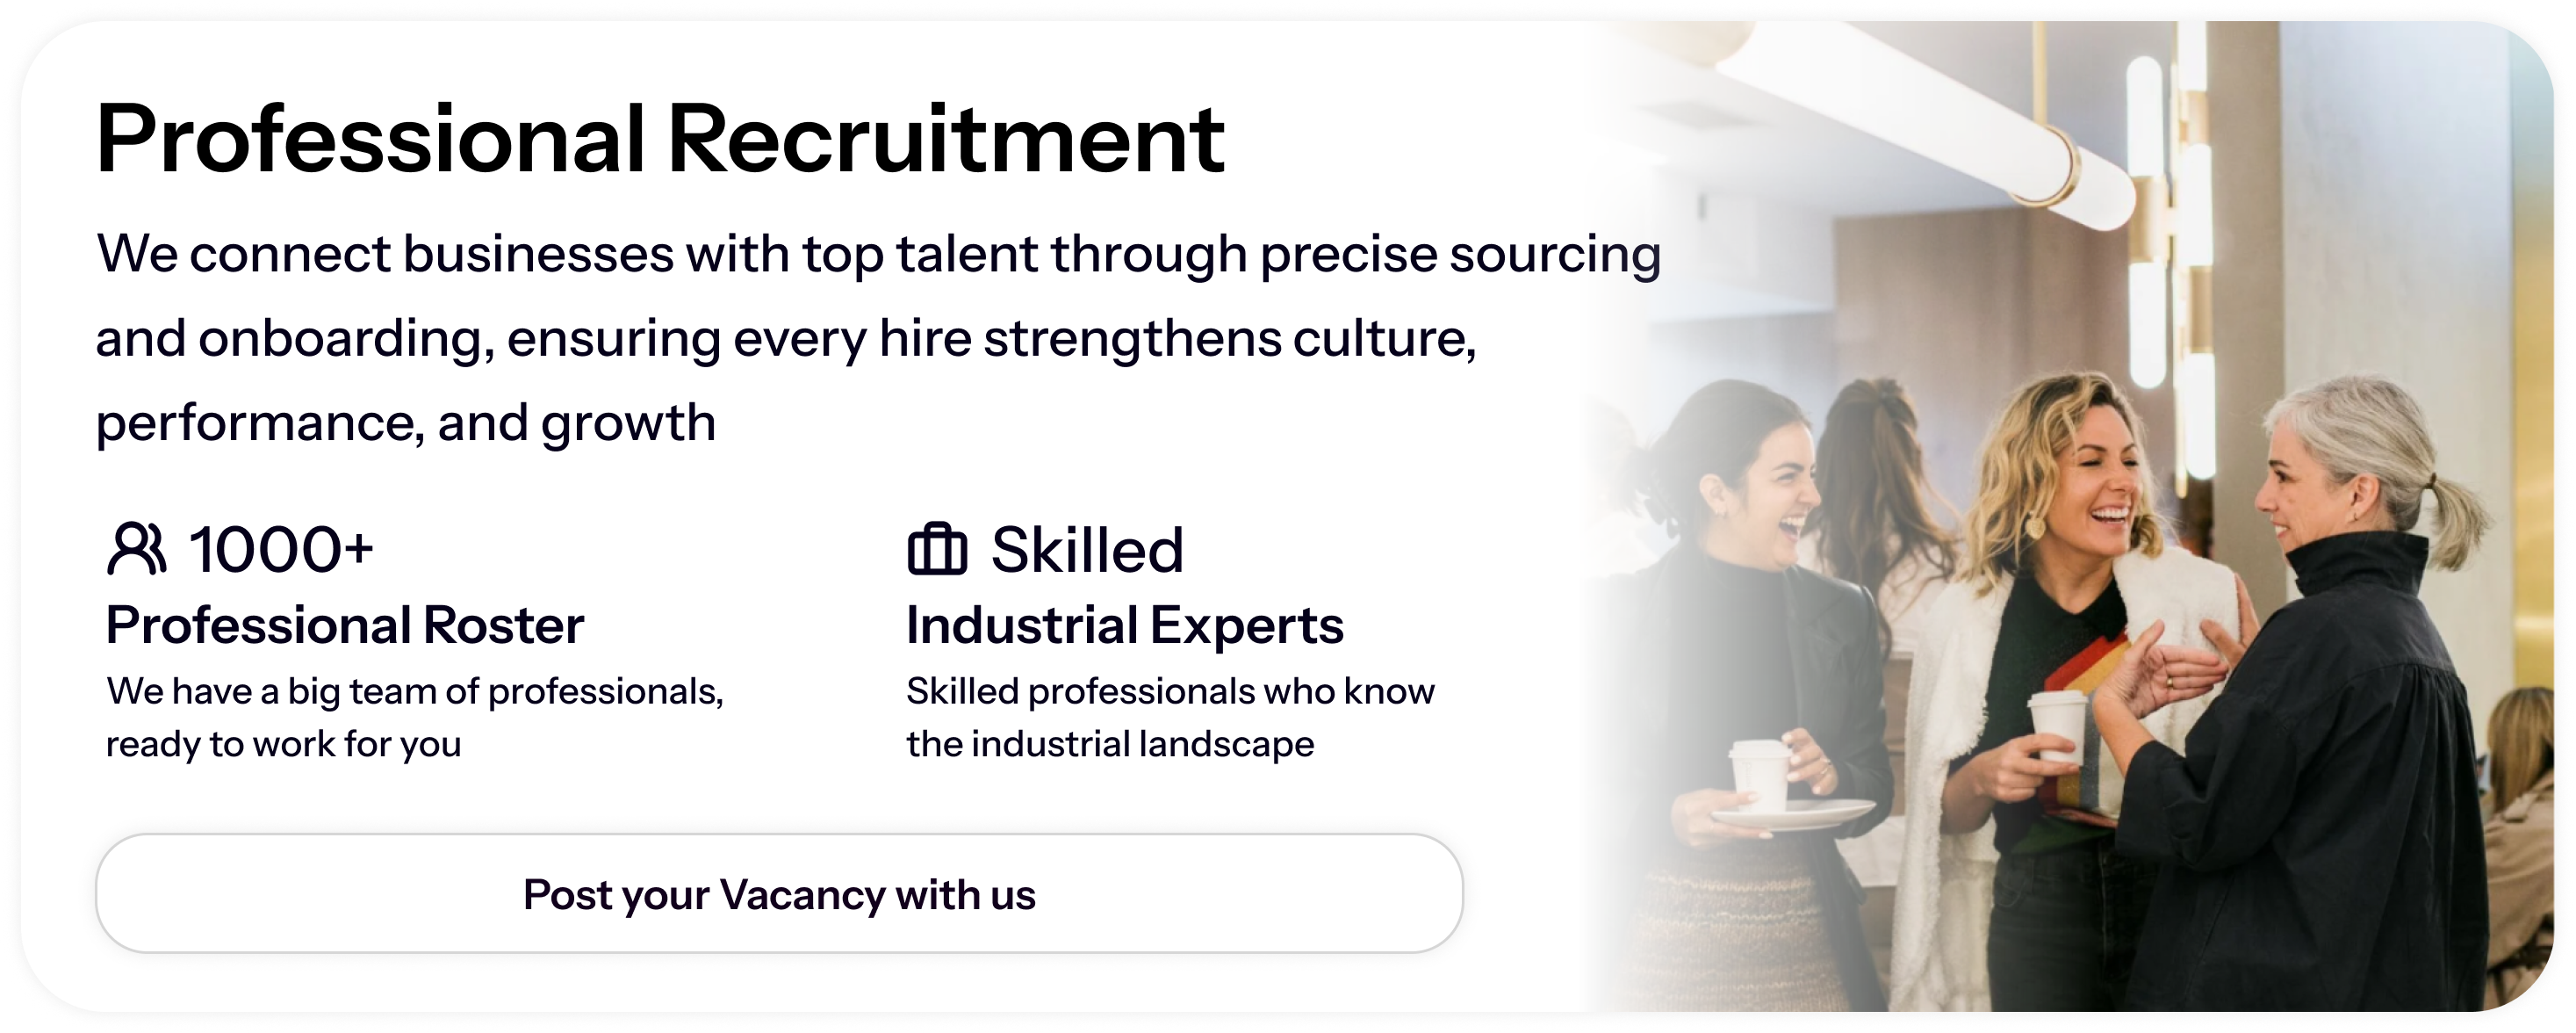 Professional Recruitment
We connect businesses with top talent through precise sourcing
and onboarding, ensuring every hire strengthens culture,
performance, and growth
1000+
Professional Roster
We have a big team of professionals,
ready to work for you
Skilled
Industrial Experts
Skilled professionals who know
the industrial landscape
Post your Vacancy with us